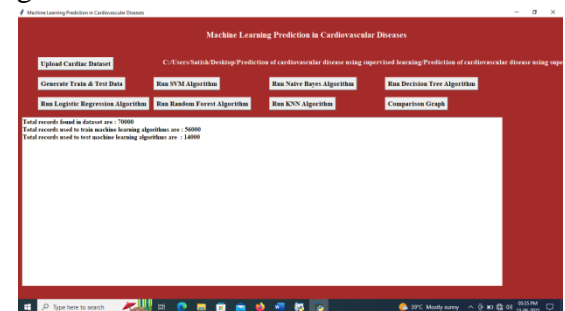 Machine Learning Prediction in Cardiovascular Diseases
Machine Learning Prediction in Cardiovascular Diseases
Upload Cardiac Dataset C:/Users/Satish/Desktop/Prediction of cardiovascular disease using supervised learning/Prediction of cardiovascular disease using supe
Generate Train & Test Data Run SVM Algorithm Run Naive Bayes Algorithm Run Decision Tree Algorithm
Run Logistic Regression Algorithm Run Random Forest Algorithm Run KNN Algorithm Comparison Graph
Total records found in dataset are : 70000
Total records used to train machine learning algorithms are : 56000
Total records used to test machine learning algorithms are : 14000
Type here to search 39°C Mostly sunny 05:35 PM